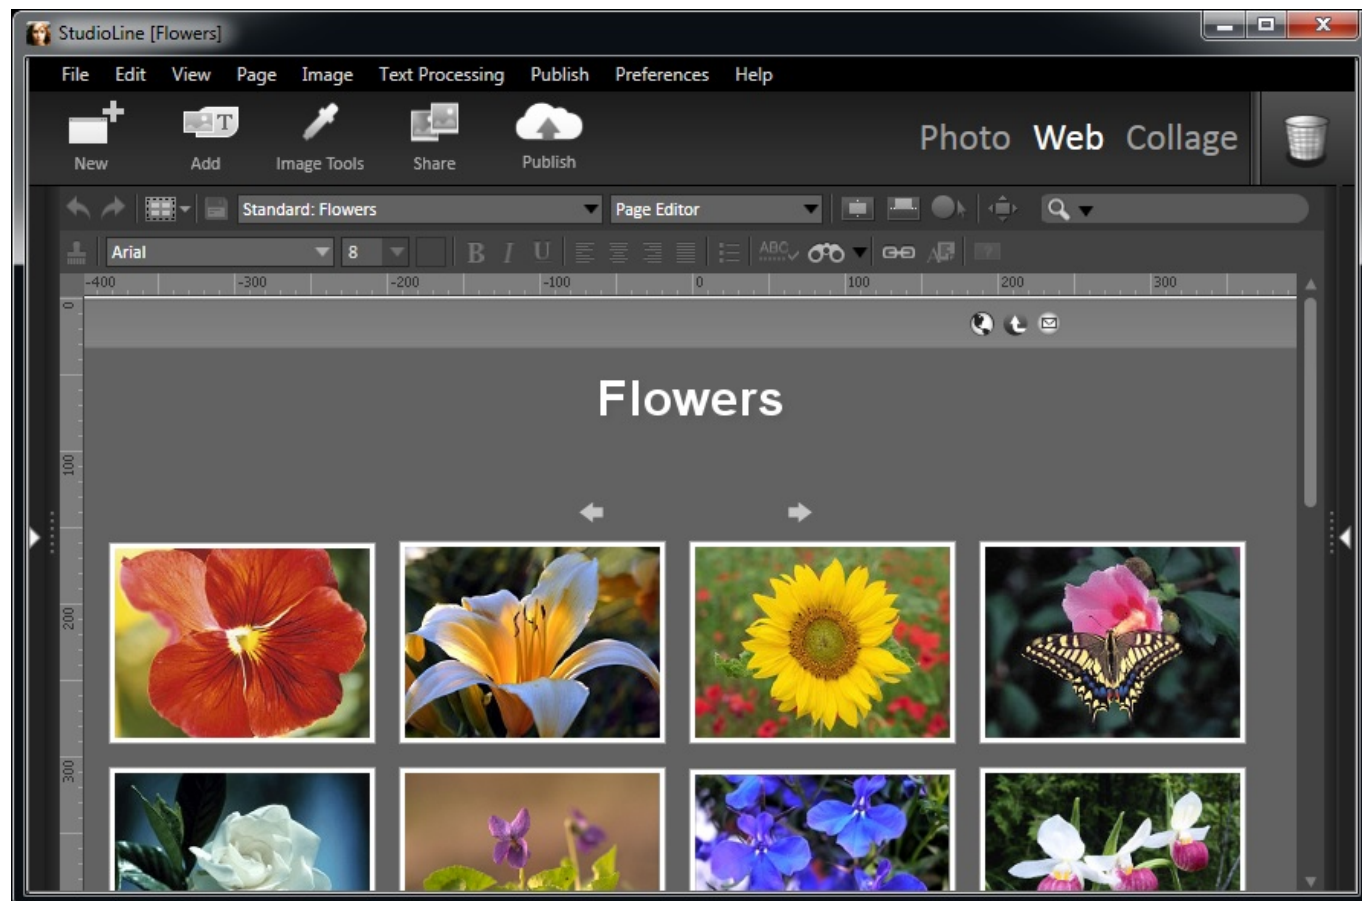 StudioLine [Flowers]
File Edit View Page Image Text Processing Publish Preferences Help
T
New Add Image Tools Share Publish
Photo Web Collage
Standard: Flowers Page Editor
Arial 8 B I U ABC ?
-400 -300 -200 -100 0 100 200 300
0
Flowers
100
200
300